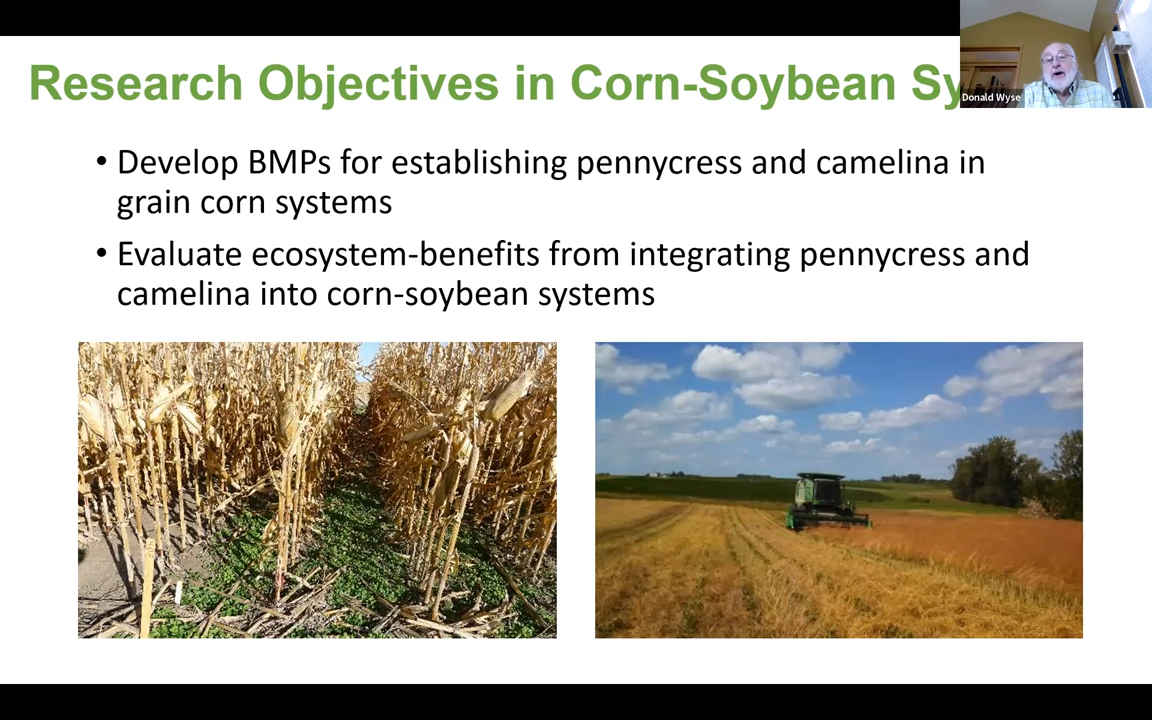 Research Objectives in Corn-Soybean Sy
Donald Wyse
• Develop BMPs for establishing pennycress and camelina in
grain corn systems
• Evaluate ecosystem-benefits from integrating pennycress and
camelina into corn-soybean systems